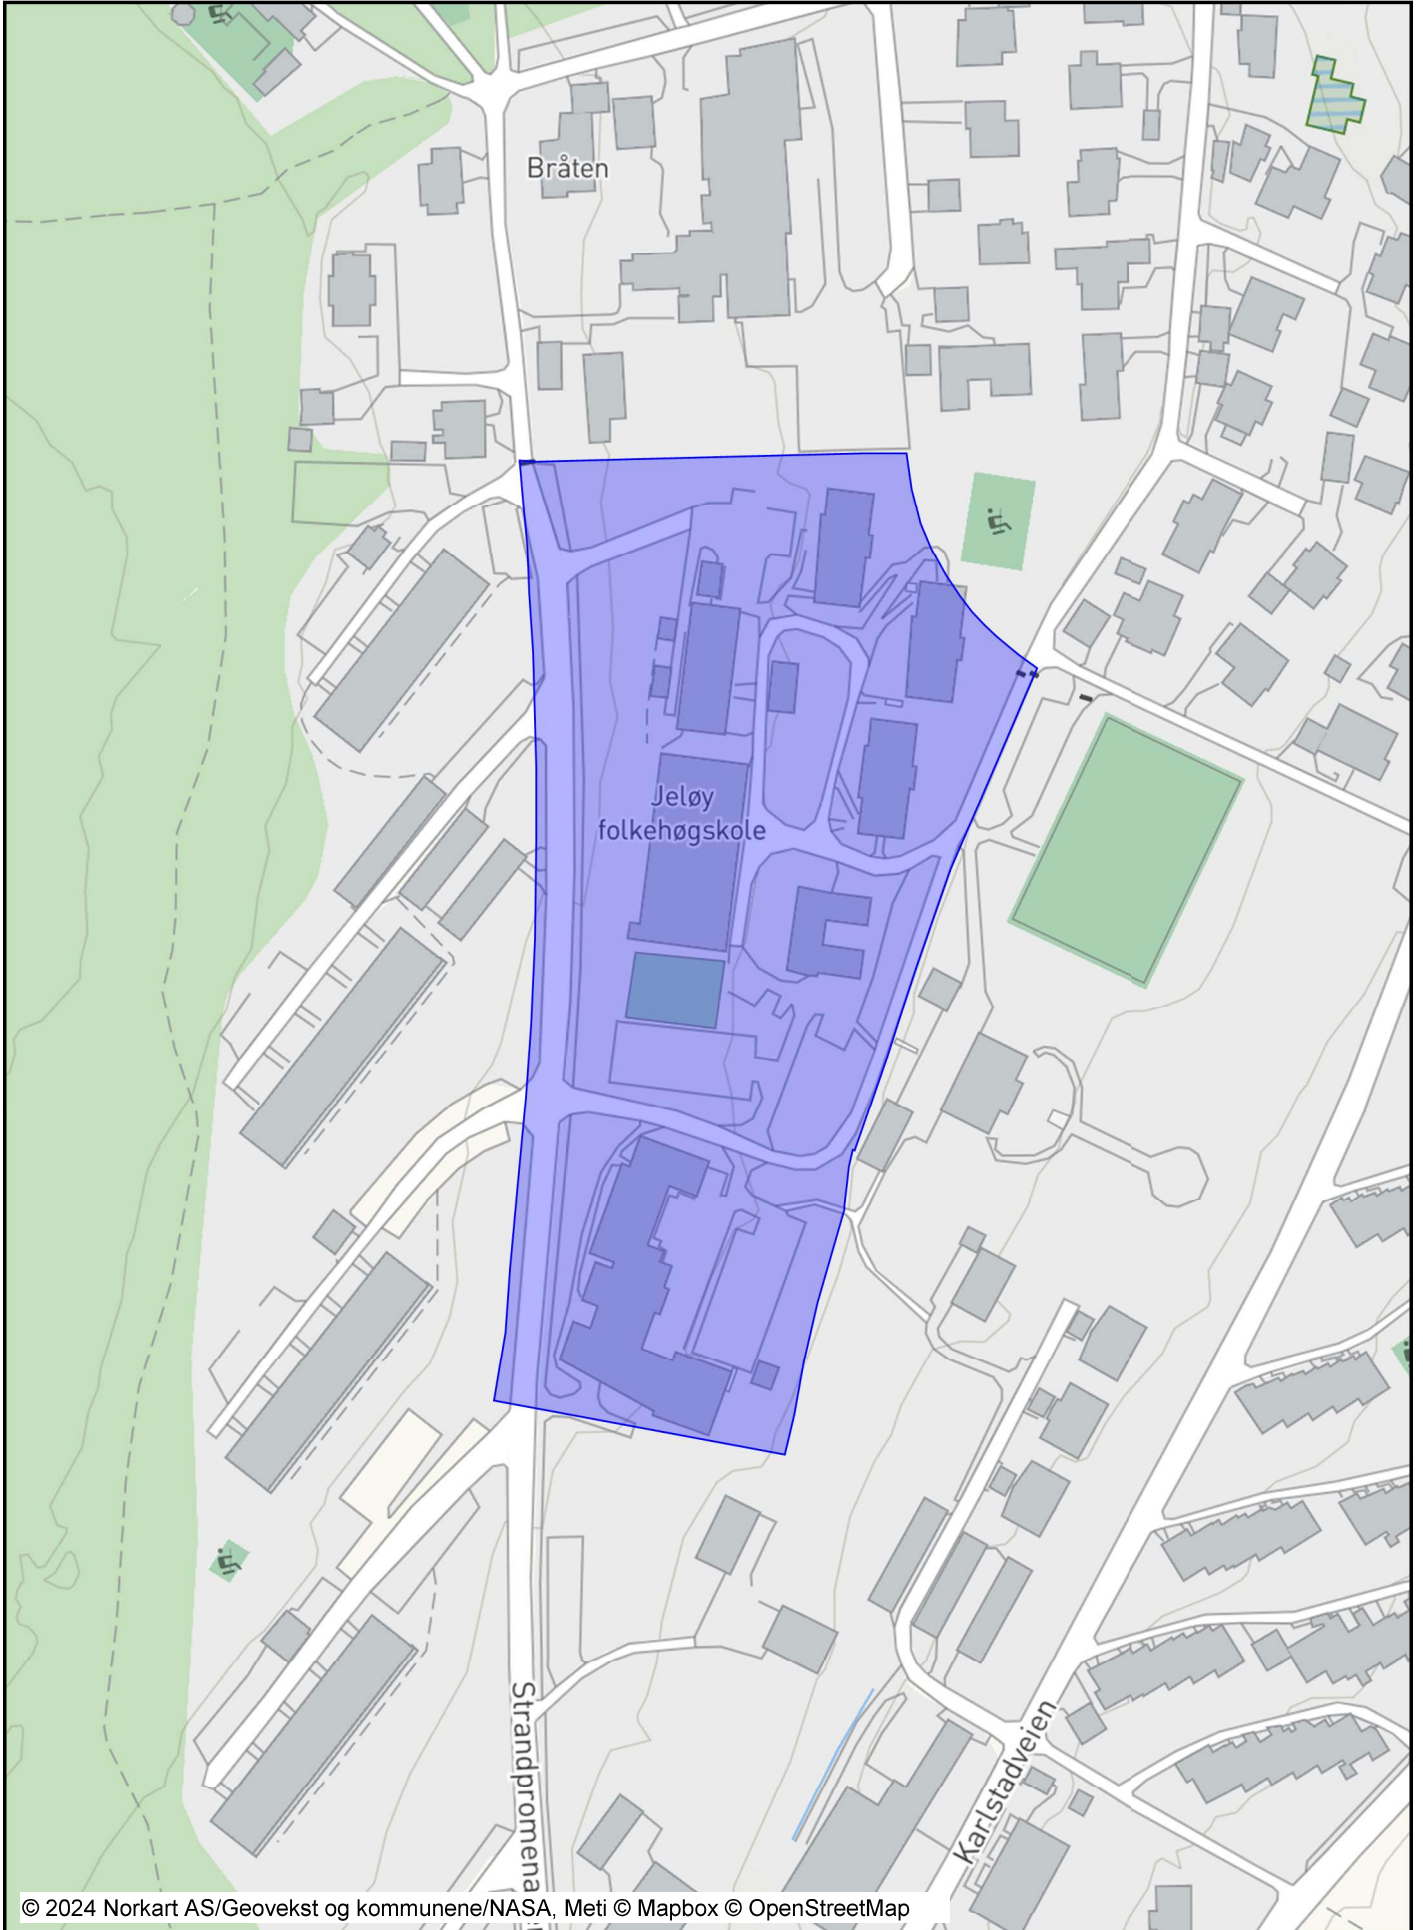 Bråten
Jeløy
folkehøgskole
Strandpromena
Karlstadveien
© 2024 Norkart AS/Geovekst og kommunene/NASA, Meti © Mapbox © OpenStreetMap